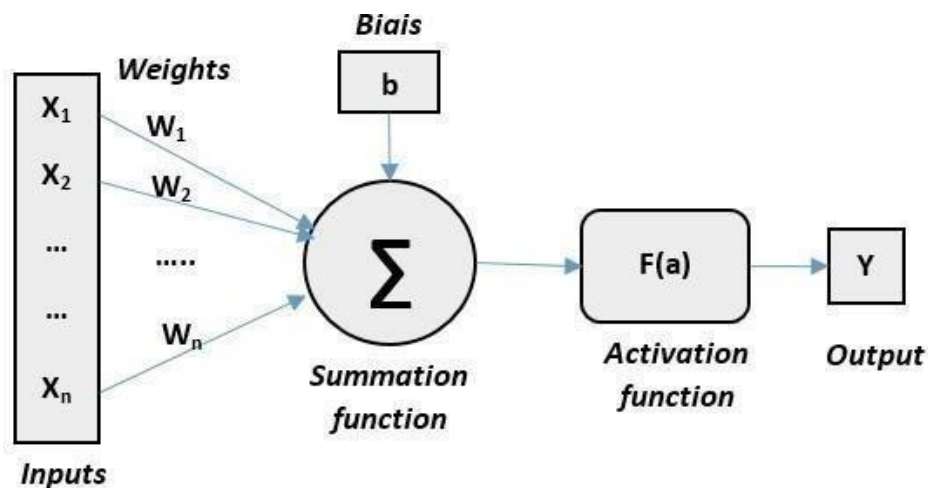 Biais
b
Weights
X₁
W₁
X₂
W₂
...
.....
...
Xₙ
Wₙ
Inputs
∑
Summation
function
F(a)
Activation
function
Y
Output